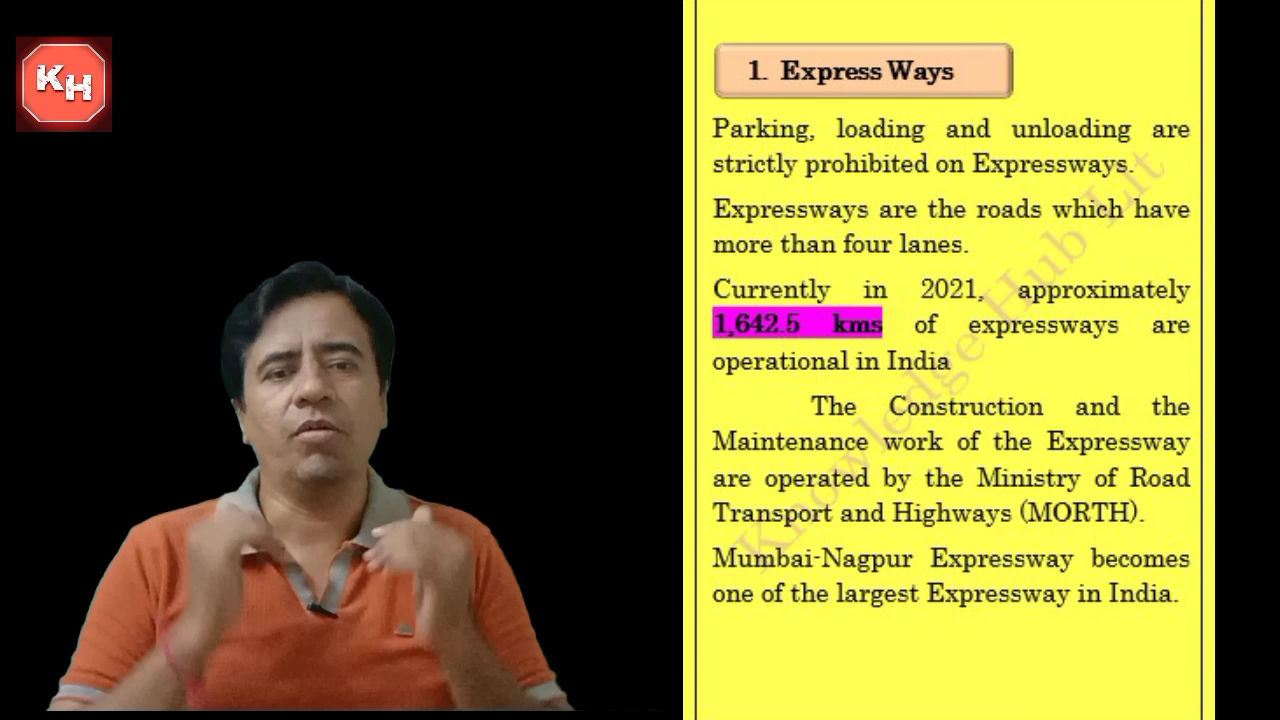 KH
1. Express Ways
Parking, loading and unloading are
strictly prohibited on Expressways.
Expressways are the roads which have
more than four lanes.
Currently in 2021, approximately
1,642.5 kms of expressways are
operational in India
The Construction and the
Maintenance work of the Expressway
are operated by the Ministry of Road
Transport and Highways (MORTH).
Mumbai-Nagpur Expressway becomes
one of the largest Expressway in India.
Knowledge Hub Lit